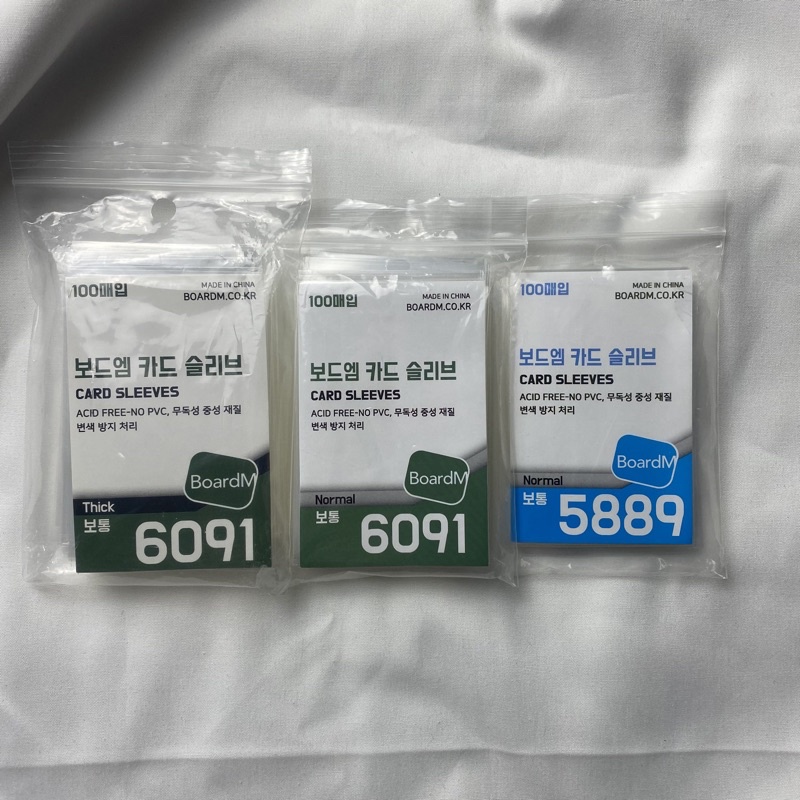 100매입
MADE IN CHINA
BOARDM.CO.KR
보드엠 카드 슬리브
CARD SLEEVES
ACID FREE-NO PVC, 무독성 중성 재질
변색 방지 처리
BoardM
Thick
보통
6091
100매입
MADE IN CHINA
BOARDM.CO.KR
보드엠 카드 슬리브
CARD SLEEVES
ACID FREE-NO PVC, 무독성 중성 재질
변색 방지 처리
BoardM
Normal
보통
6091
100매입
MADE IN CHINA
BOARDM.CO.KR
보드엠 카드 슬리브
CARD SLEEVES
ACID FREE-NO PVC, 무독성 중성 재질
변색 방지 처리
BoardM
Normal
보통
5889